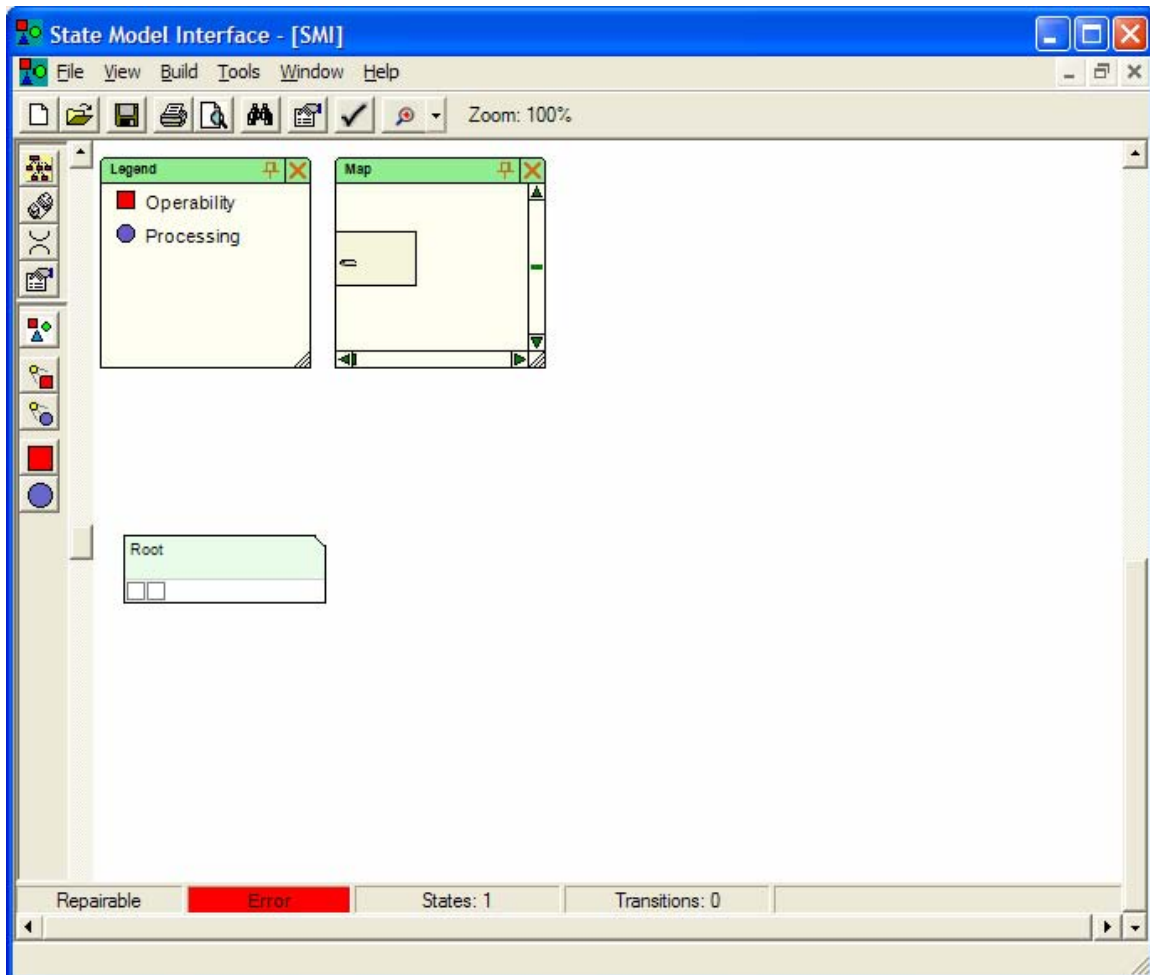 State Model Interface - [SMI]
File View Build Tools Window Help
Zoom: 100%
Legend
Operability
Processing
Map
Root
Repairable Error States: 1 Transitions: 0